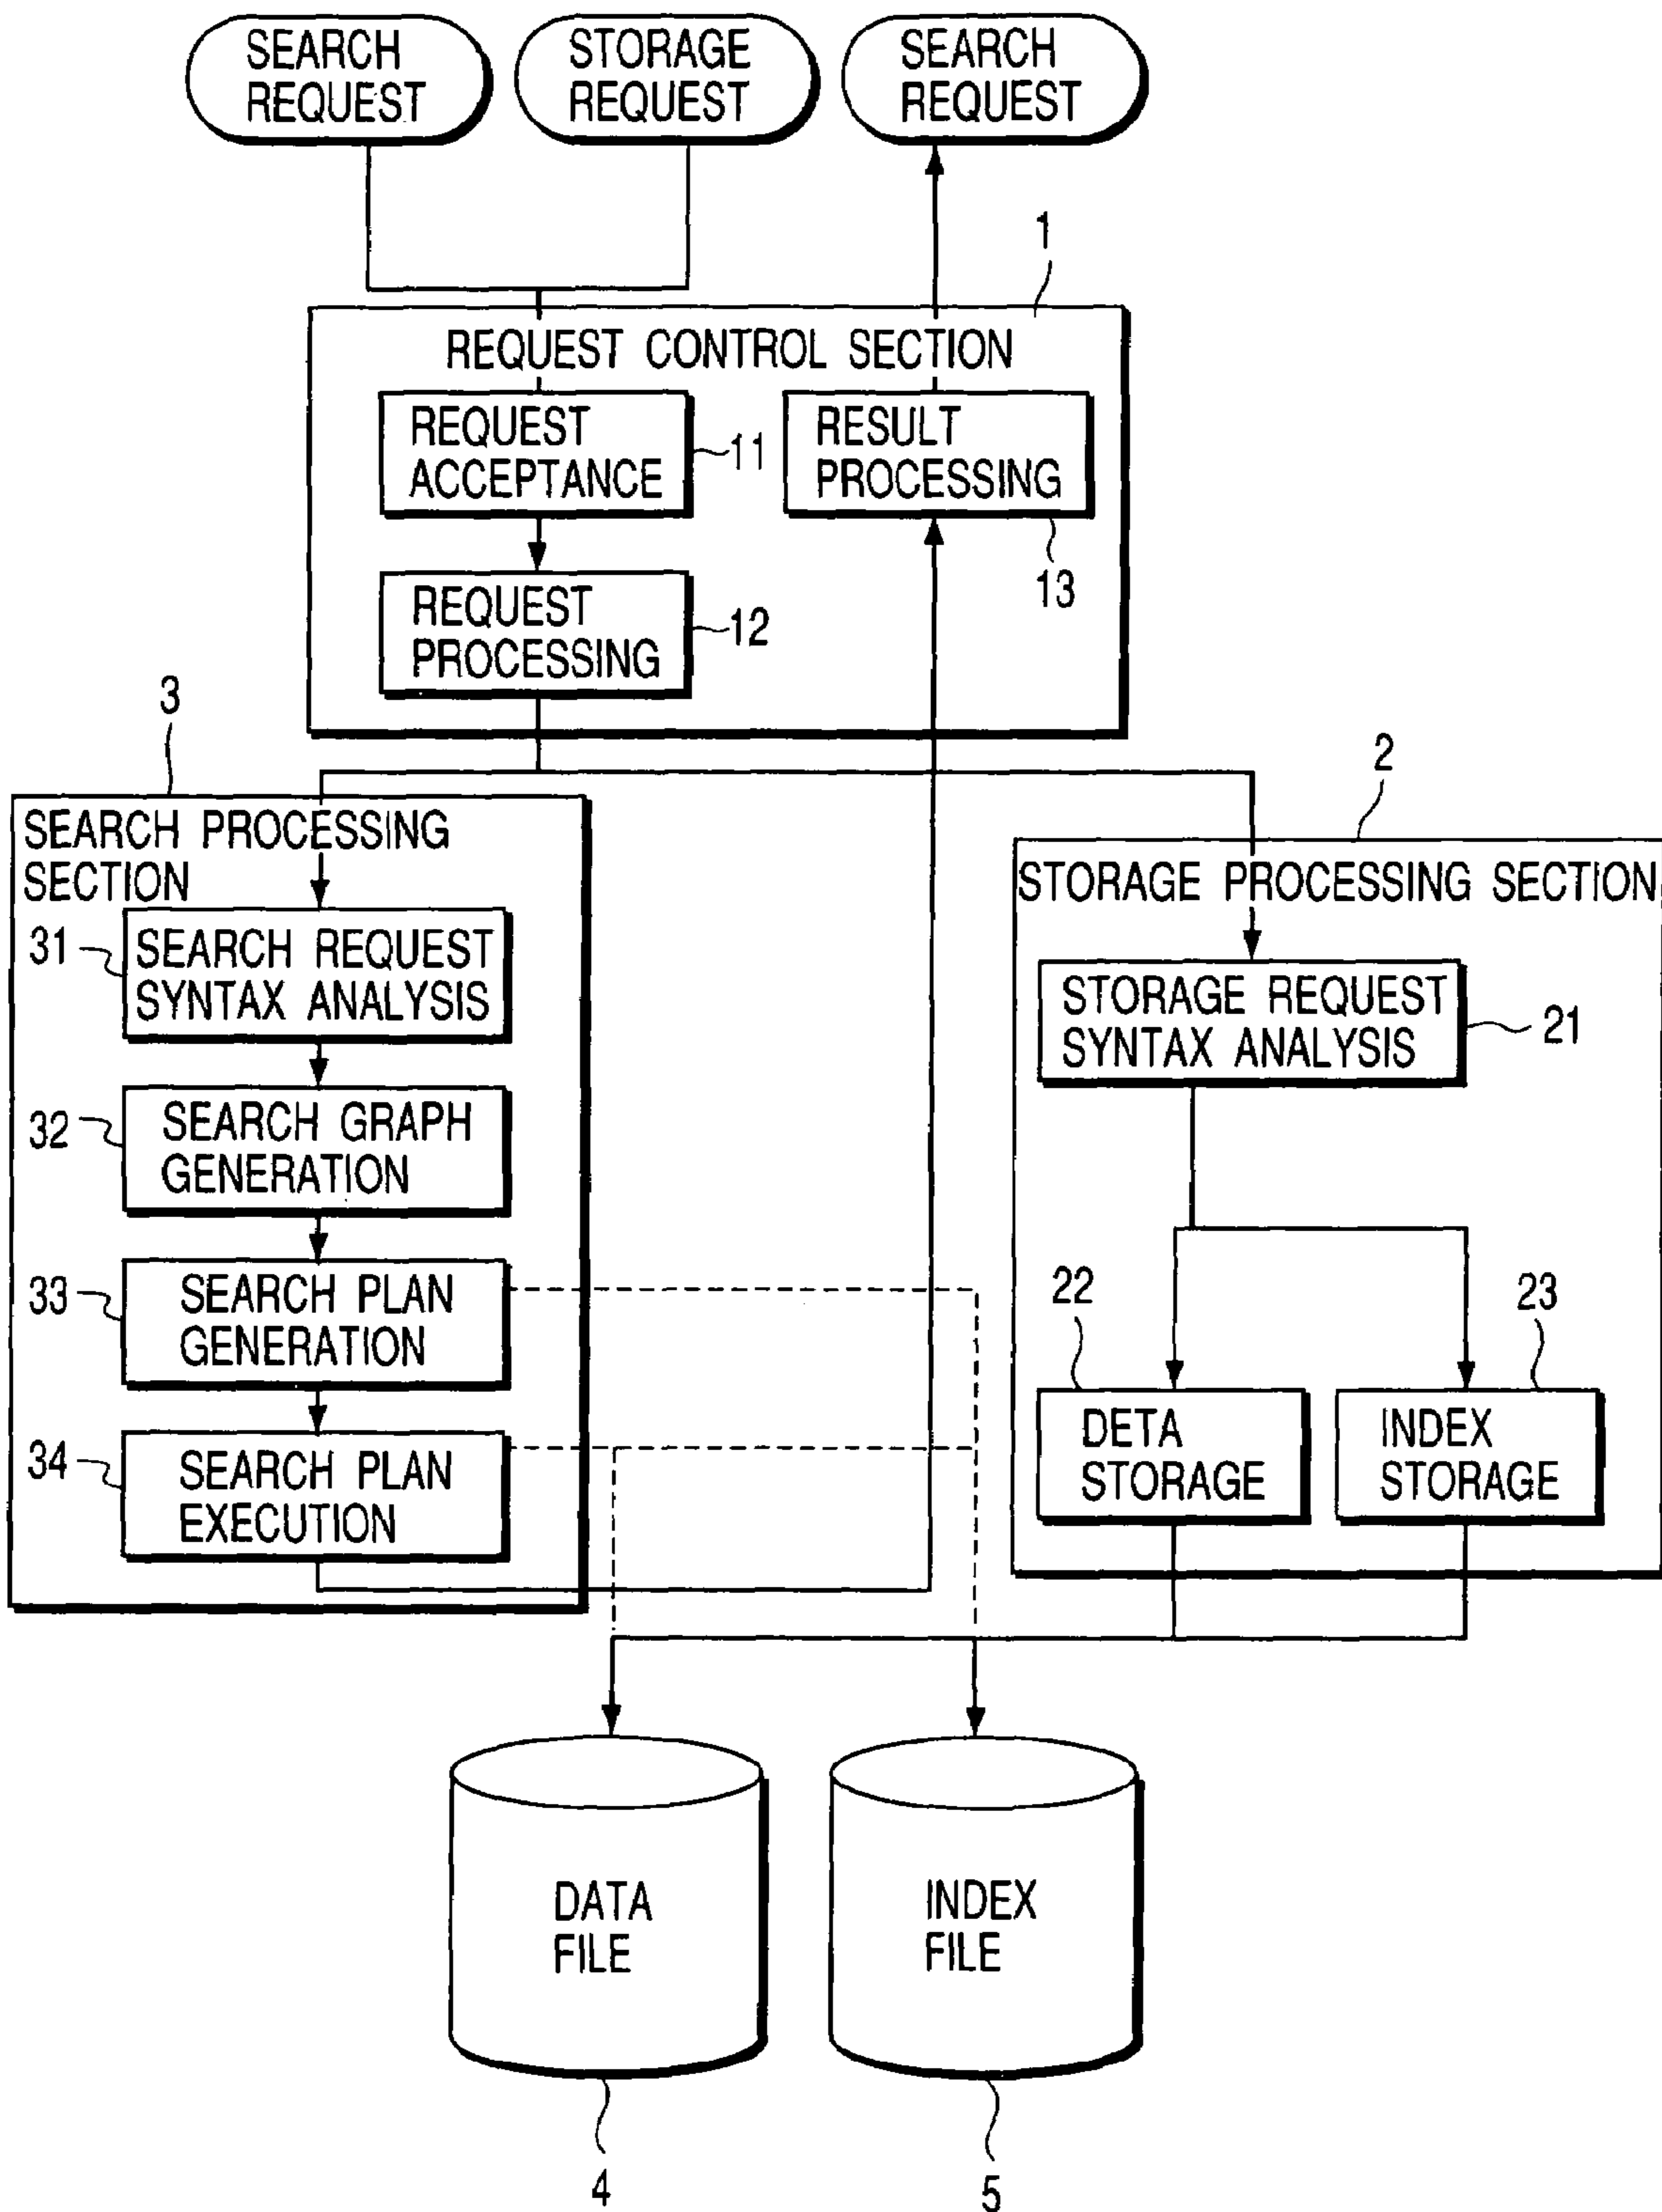 SEARCH
REQUEST
STORAGE
REQUEST
SEARCH
REQUEST
1
REQUEST CONTROL SECTION
REQUEST
ACCEPTANCE
11
RESULT
PROCESSING
13
REQUEST
PROCESSING
12
3
SEARCH PROCESSING
SECTION
31
SEARCH REQUEST
SYNTAX ANALYSIS
32
SEARCH GRAPH
GENERATION
33
SEARCH PLAN
GENERATION
34
SEARCH PLAN
EXECUTION
2
STORAGE PROCESSING SECTION
STORAGE REQUEST
SYNTAX ANALYSIS
21
22
DETA
STORAGE
23
INDEX
STORAGE
DATA
FILE
4
INDEX
FILE
5